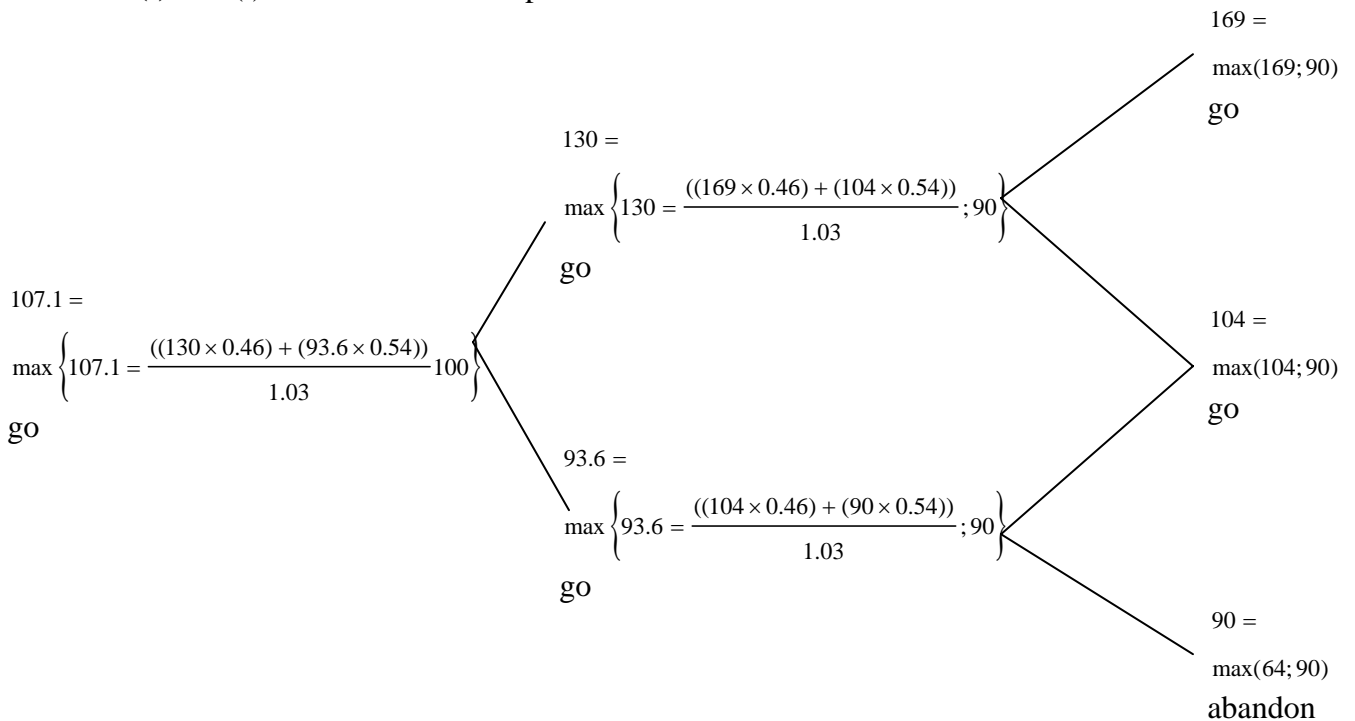 169 =
max(169; 90)
go
130 =
max {130 = ((169 × 0.46) + (104 × 0.54)) / 1.03 ; 90}
go
107.1 =
max {107.1 = ((130 × 0.46) + (93.6 × 0.54)) / 1.03 100}
go
104 =
max(104; 90)
go
93.6 =
max {93.6 = ((104 × 0.46) + (90 × 0.54)) / 1.03 ; 90}
go
90 =
max(64; 90)
abandon